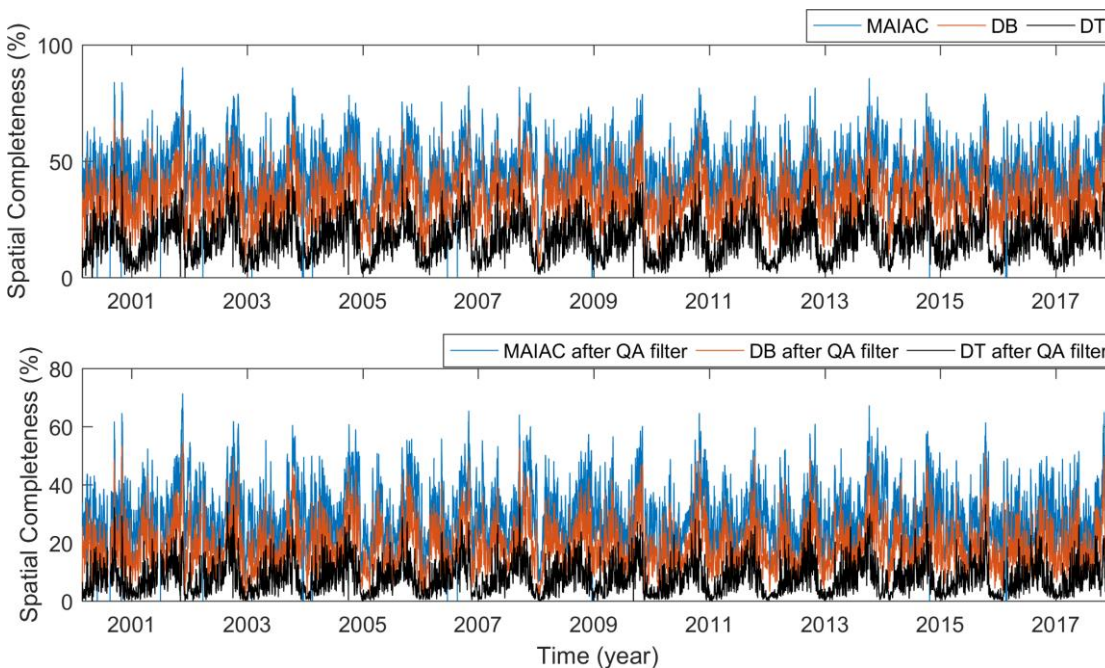 MAIAC DB DT
Spatial Completeness (%)
100
50
0
2001 2003 2005 2007 2009 2011 2013 2015 2017
MAIAC after QA filter DB after QA filter DT after QA filter
Spatial Completeness (%)
80
60
40
20
0
2001 2003 2005 2007 2009 2011 2013 2015 2017
Time (year)